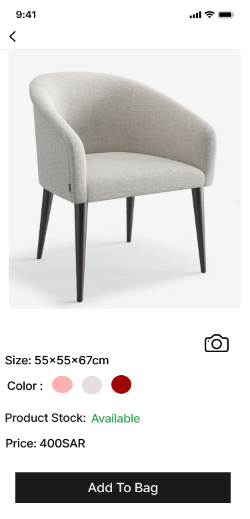 9:41
Size: 55×55×67cm
Color :
Product Stock: Available
Price: 400SAR
Add To Bag